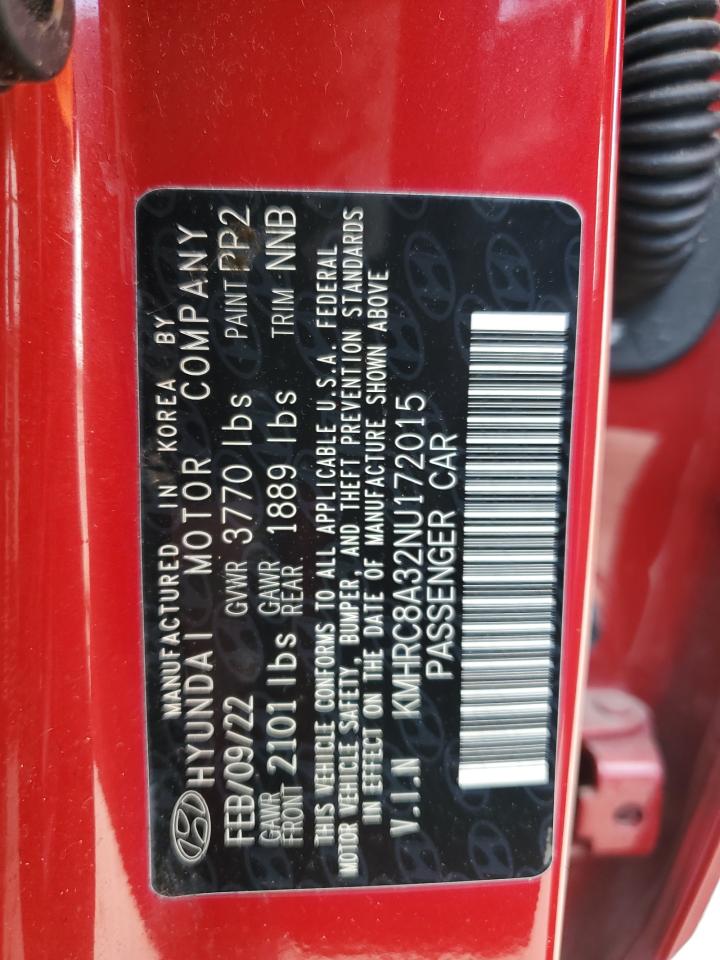 MANUFACTURED IN KOREA BY
HYUNDAI MOTOR COMPANY
FEB/09/22 GVWR 3770 lbs PAINT PR2
GAWR FRONT 2101 lbs GAWR REAR 1889 lbs TRIM NNB
THIS VEHICLE CONFORMS TO ALL APPLICABLE U.S.A. FEDERAL
MOTOR VEHICLE SAFETY, BUMPER, AND THEFT PREVENTION STANDARDS
IN EFFECT ON THE DATE OF MANUFACTURE SHOWN ABOVE
V.I.N KMHRC8A32NU172015
PASSENGER CAR